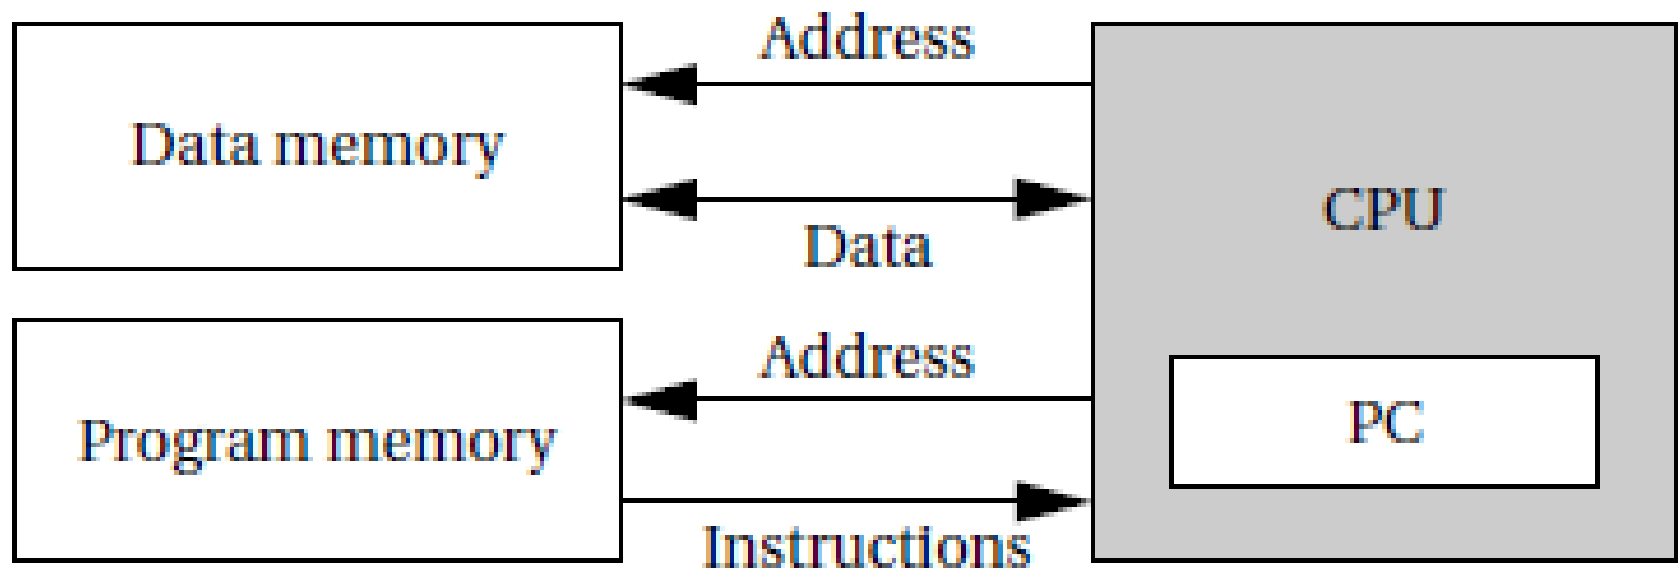 Address
Data memory
CPU
Data
Address
PC
Program memory
Instructions